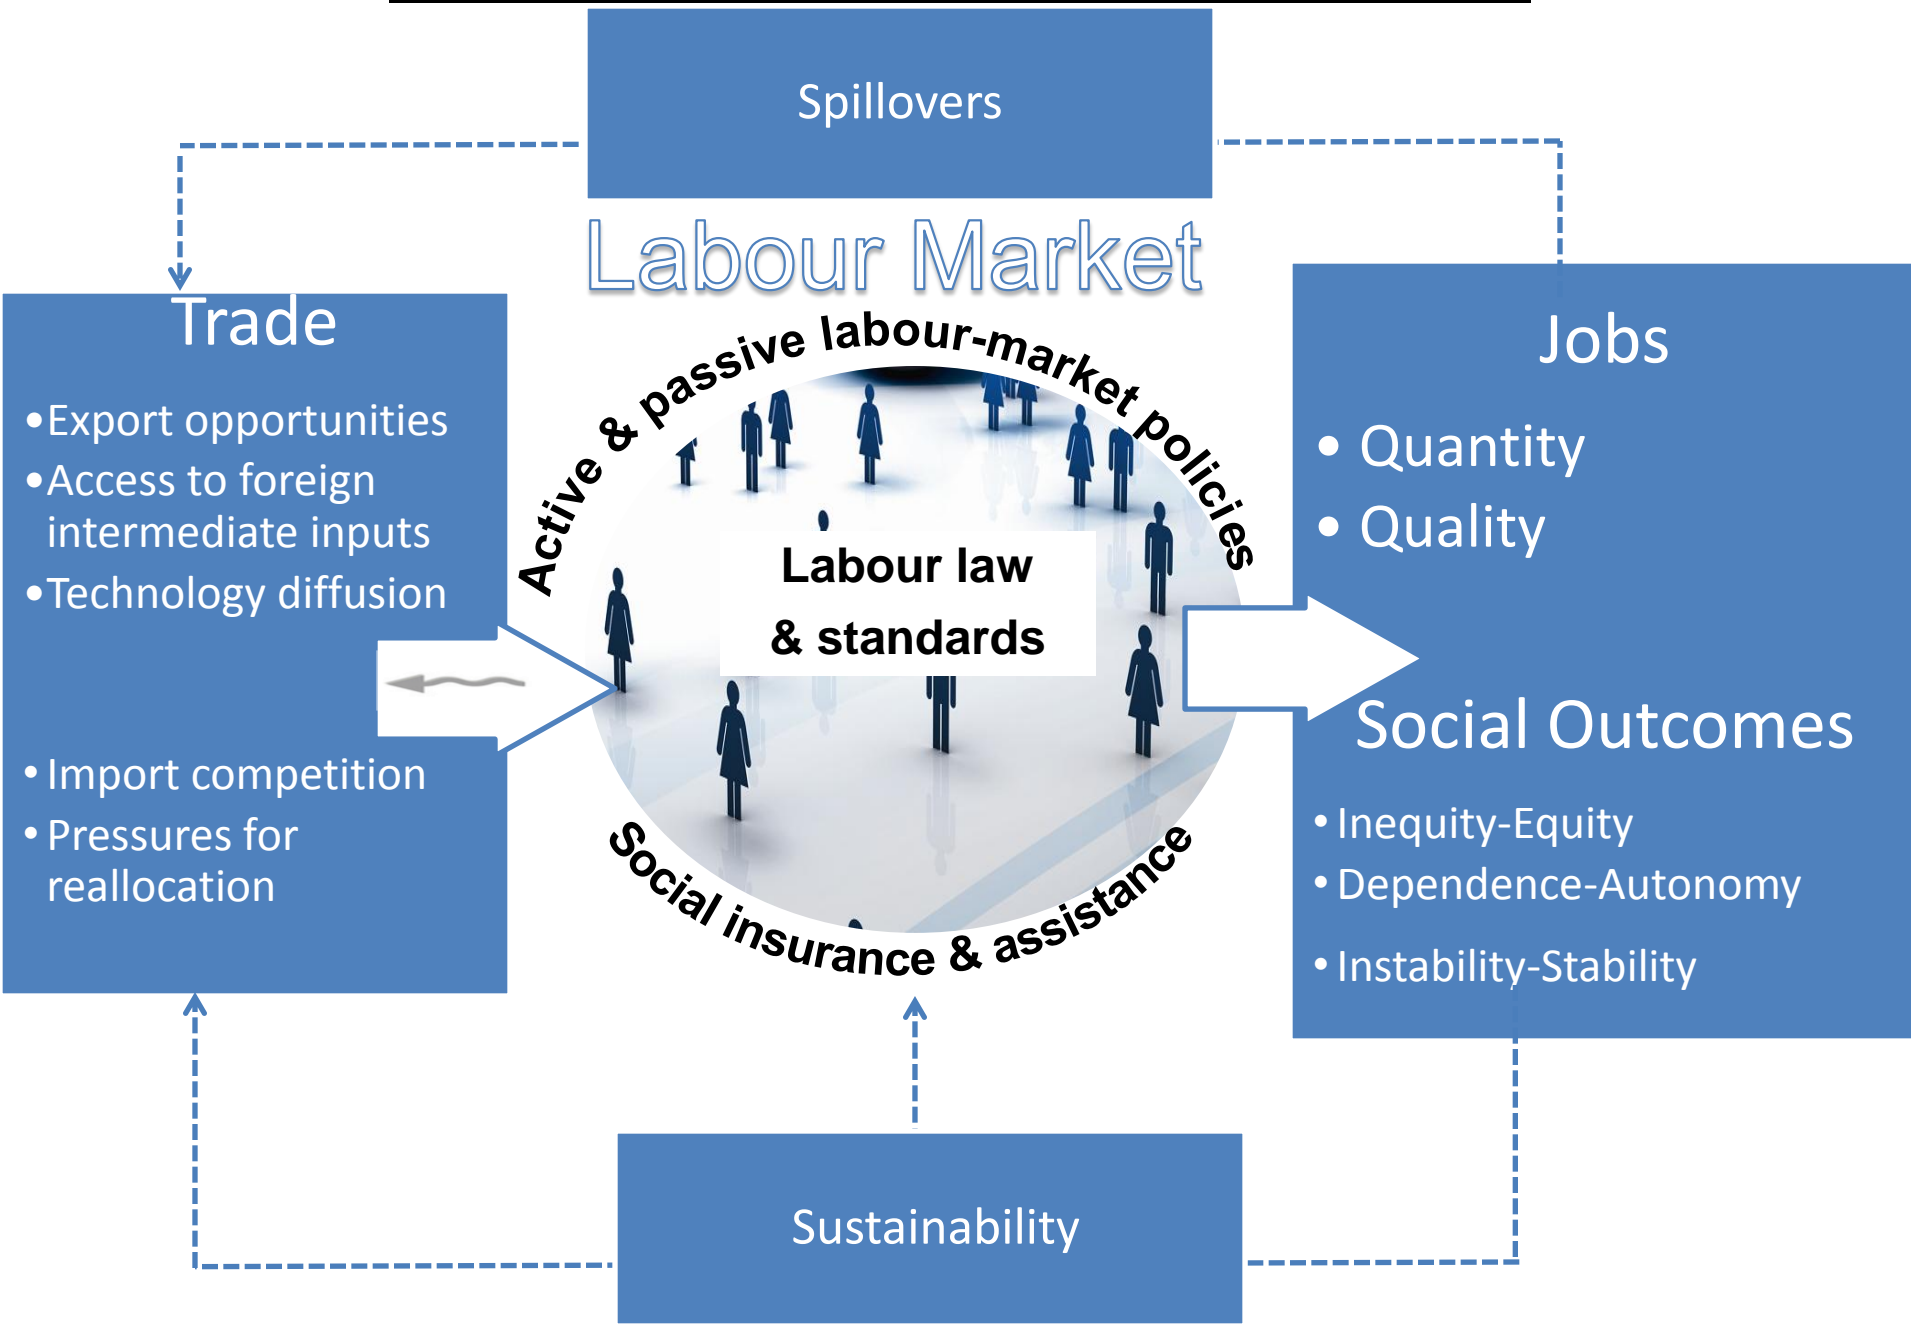 Spillovers
Labour Market
Trade
•Export opportunities
•Access to foreign
intermediate inputs
•Technology diffusion
• Import competition
• Pressures for
reallocation
Active & passive labour-market policies
Labour law
& standards
Social insurance & assistance
Jobs
• Quantity
• Quality
Social Outcomes
• Inequity-Equity
• Dependence-Autonomy
• Instability-Stability
Sustainability